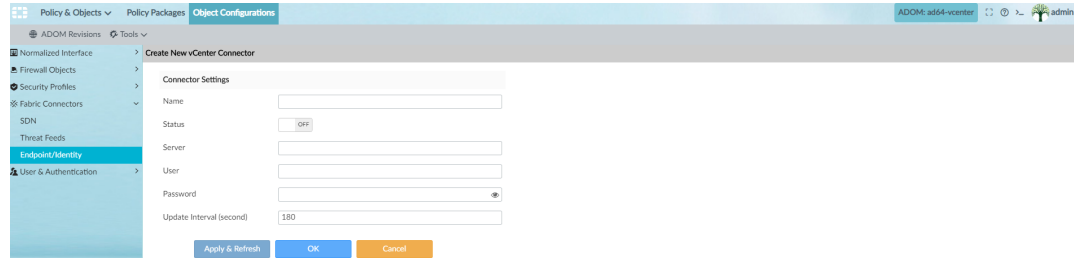 Policy & Objects Policy Packages Object Configurations ADOM: ad64-vcenter admin
ADOM Revisions Tools
Normalized Interface
Create New vCenter Connector
Firewall Objects
Security Profiles
Fabric Connectors
SDN
Threat Feeds
Endpoint/Identity
User & Authentication
Connector Settings
Name
Status OFF
Server
User
Password
Update Interval (second) 180
Apply & Refresh OK Cancel